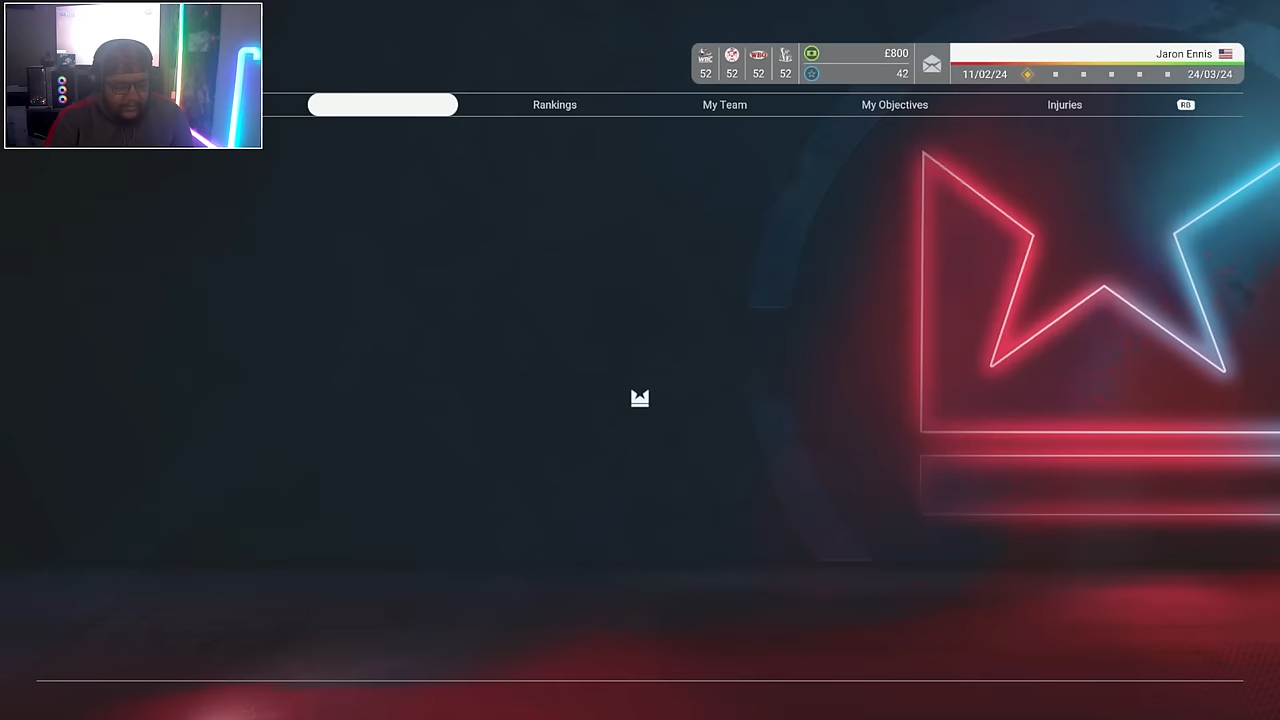 WBC
WBO
52
52
52
52
£800
42
Jaron Ennis
11/02/24
24/03/24
Rankings
My Team
My Objectives
Injuries
RB